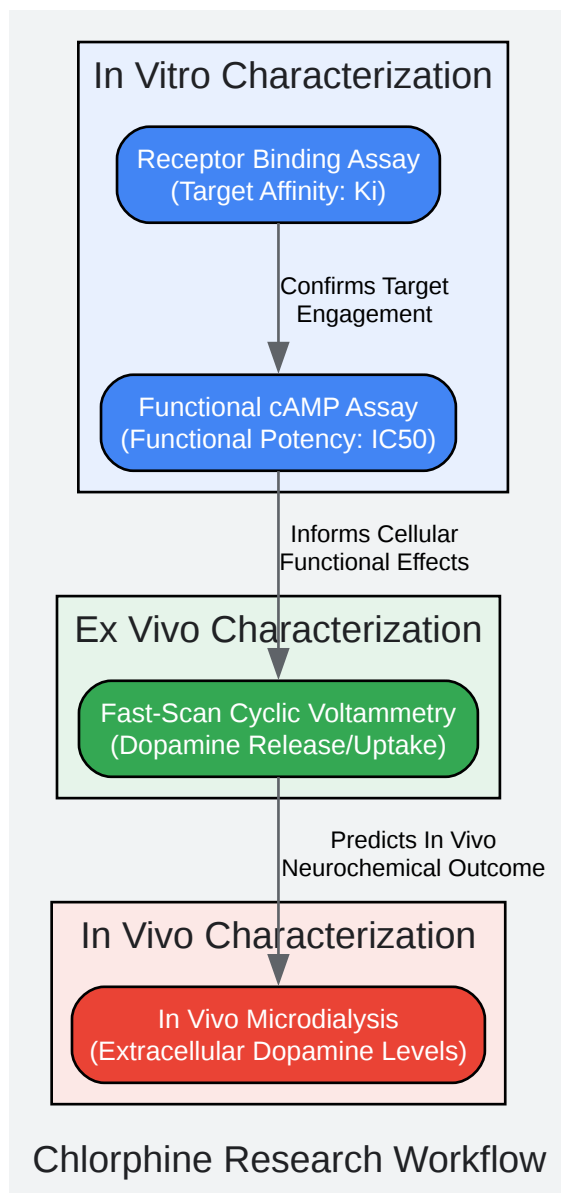 In Vitro Characterization
Receptor Binding Assay
(Target Affinity: Ki)
Confirms Target
Engagement
Functional cAMP Assay
(Functional Potency: IC50)
Informs Cellular
Functional Effects
Ex Vivo Characterization
Fast-Scan Cyclic Voltammetry
(Dopamine Release/Uptake)
Predicts In Vivo
Neurochemical Outcome
In Vivo Characterization
In Vivo Microdialysis
(Extracellular Dopamine Levels)
Chlorphine Research Workflow